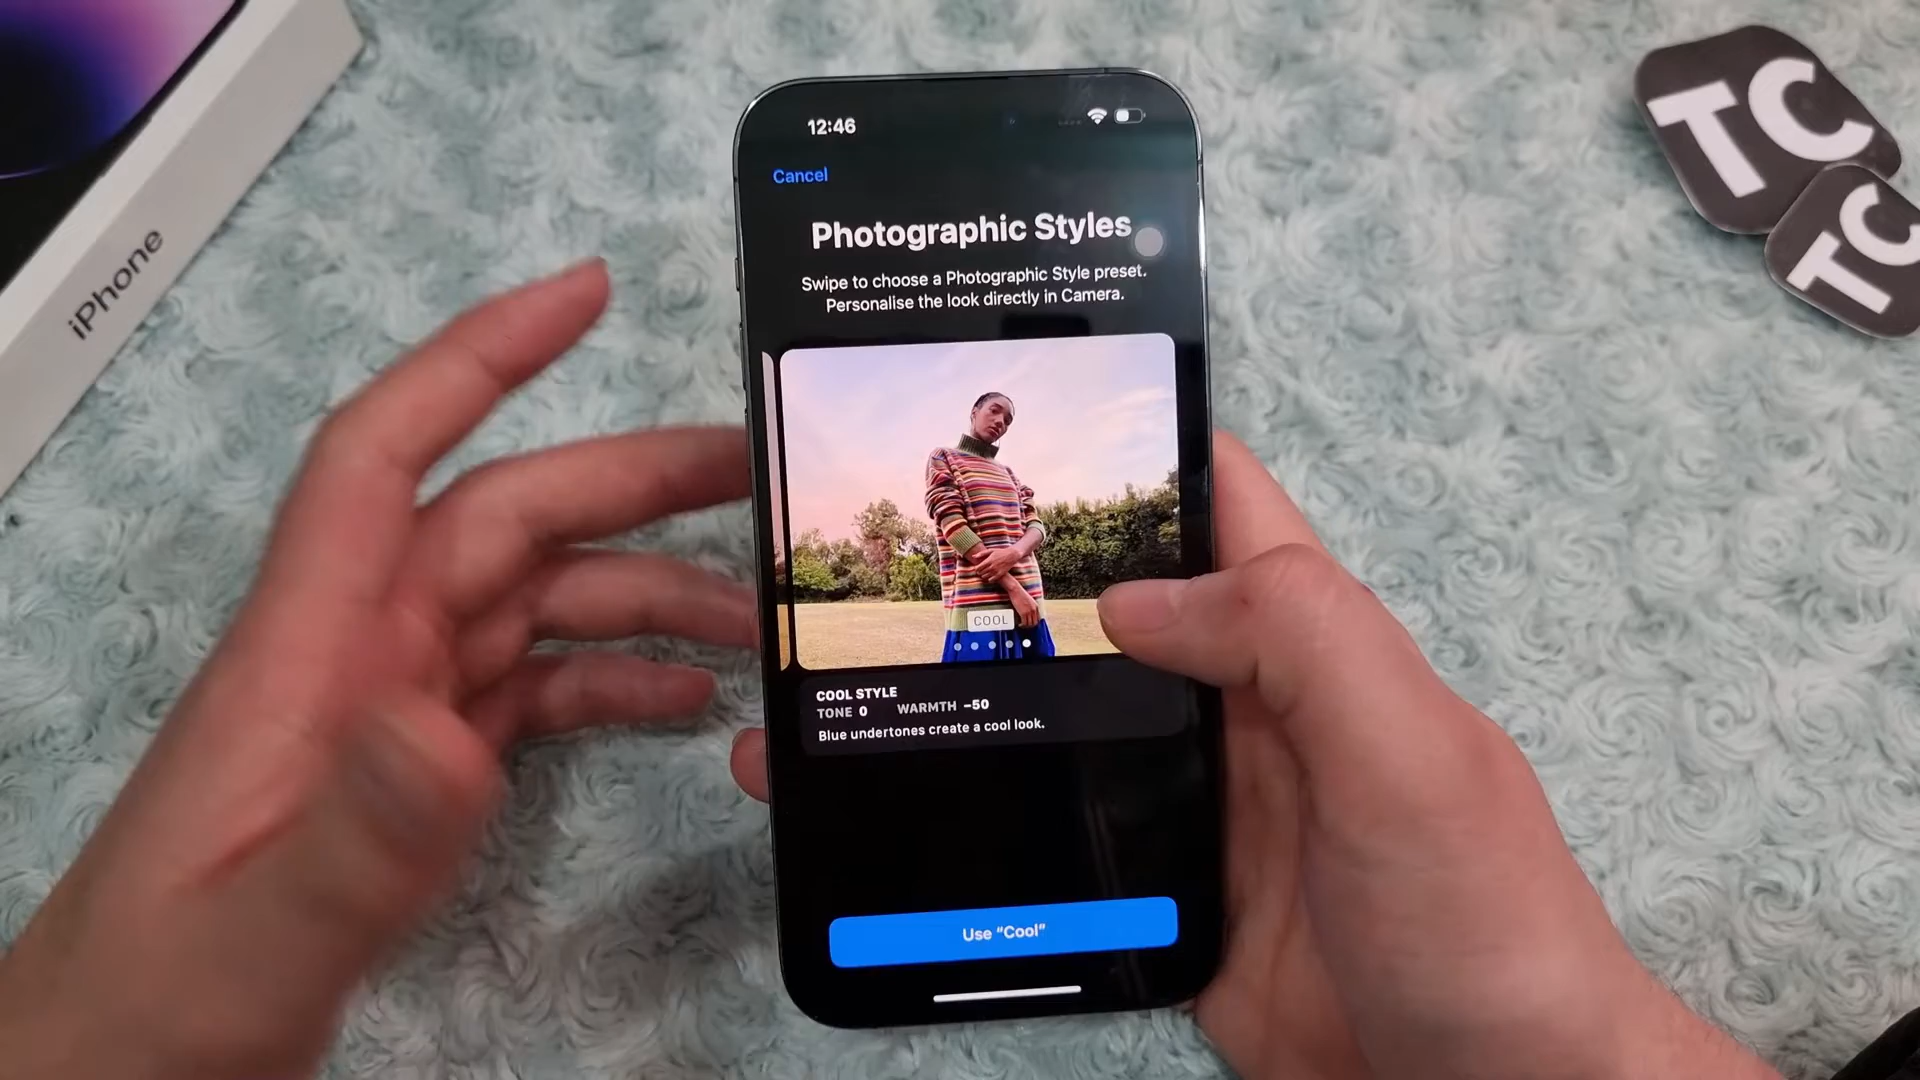 iPhone
TC
TC
12:46
Cancel
Photographic Styles
Swipe to choose a Photographic Style preset.
Personalise the look directly in Camera.
COOL
COOL STYLE
TONE 0 WARMTH −50
Blue undertones create a cool look.
Use “Cool”